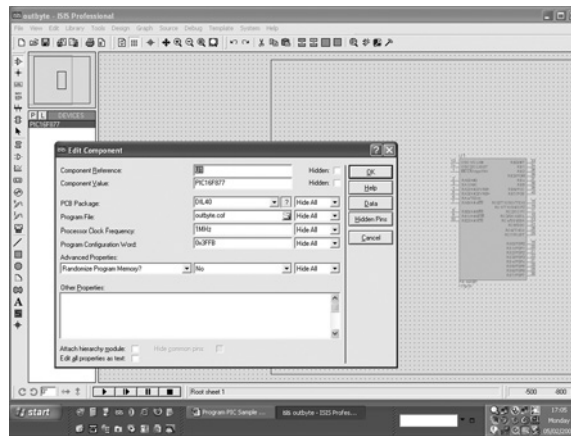 outbyte - ISIS Professional
File View Edit Library Tools Design Graph Source Debug Template System Help
P L DEVICES
PIC16F877
Edit Component
Component Reference:
Hidden:
OK
Component Value:
PIC16F877
Hidden:
Help
PCB Package:
DIL40
?
Hide All
Data
Program File:
outbyte.cof
Hide All
Hidden Pins
Processor Clock Frequency:
1MHz
Hide All
Cancel
Program Configuration Word:
0x3FFB
Hide All
Advanced Properties:
Randomize Program Memory?
No
Hide All
Other Properties:
Attach hierarchy module:
Hide common pins:
Edit all properties as text:
Root sheet 1
-500
-800
start
Program PIC Sample ...
outbyte - ISIS Profes...
17:05
Monday